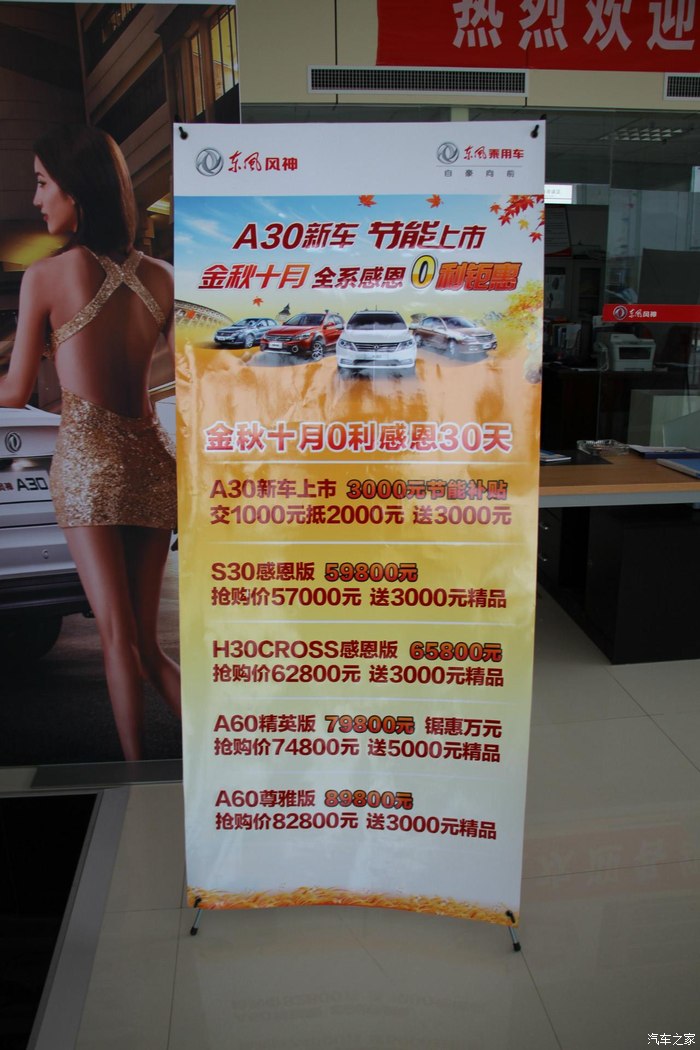 热烈欢迎
东风风神
东风乘用车
自豪向前
A30新车 节能上市
金秋十月 全系感恩 0利钜惠
金秋十月0利感恩30天
A30新车上市 3000元节能补贴
交1000元抵2000元 送3000元
S30感恩版 59800元
抢购价57000元 送3000元精品
H30CROSS感恩版 65800元
抢购价62800元 送3000元精品
A60精英版 79800元 锯惠万元
抢购价74800元 送5000元精品
A60尊雅版 89800元
抢购价82800元 送3000元精品
东风风神
A30
汽车之家